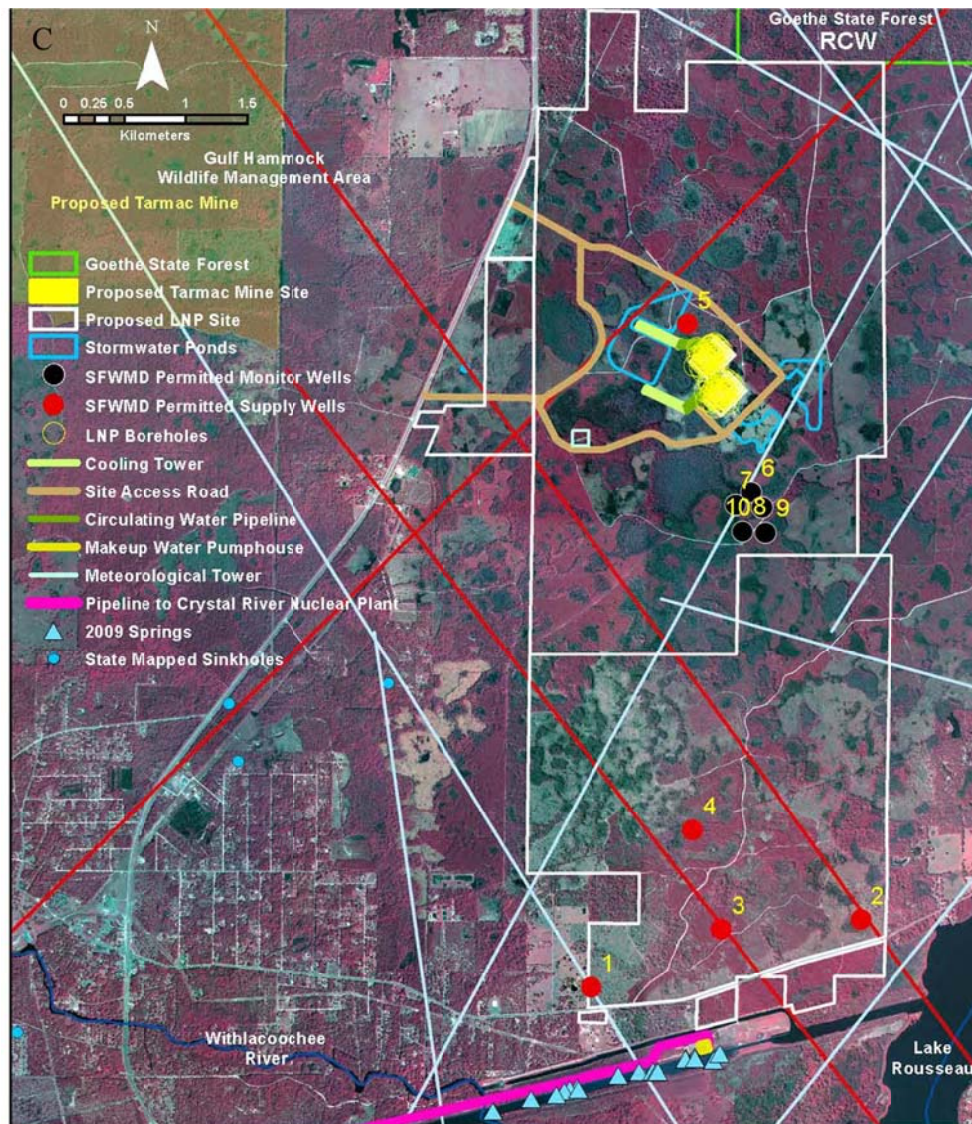 C
N
0 0.25 0.5 1 1.5
Kilometers
Goethe State Forest
RCW
Gulf Hammock
Wildlife Management Area
Proposed Tarmac Mine
Goethe State Forest
Proposed Tarmac Mine Site
Proposed LNP Site
Stormwater Ponds
SFWMD Permitted Monitor Wells
SFWMD Permitted Supply Wells
LNP Boreholes
Cooling Tower
Site Access Road
Circulating Water Pipeline
Makeup Water Pumphouse
Meteorological Tower
Pipeline to Crystal River Nuclear Plant
2009 Springs
State Mapped Sinkholes
5
6
7
10 8 9
4
3
2
1
Withlacoochee
River
Lake
Rousseau